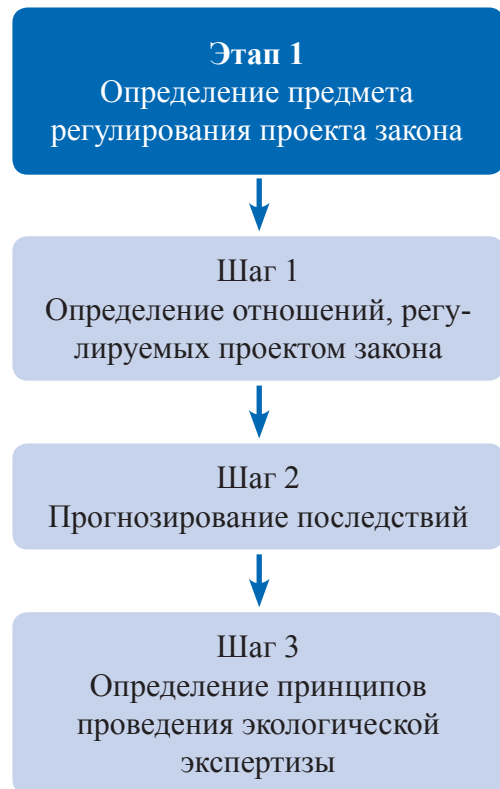 Этап 1
Определение предмета
регулирования проекта закона
Шаг 1
Определение отношений, регу-
лируемых проектом закона
Шаг 2
Прогнозирование последствий
Шаг 3
Определение принципов
проведения экологической
экспертизы